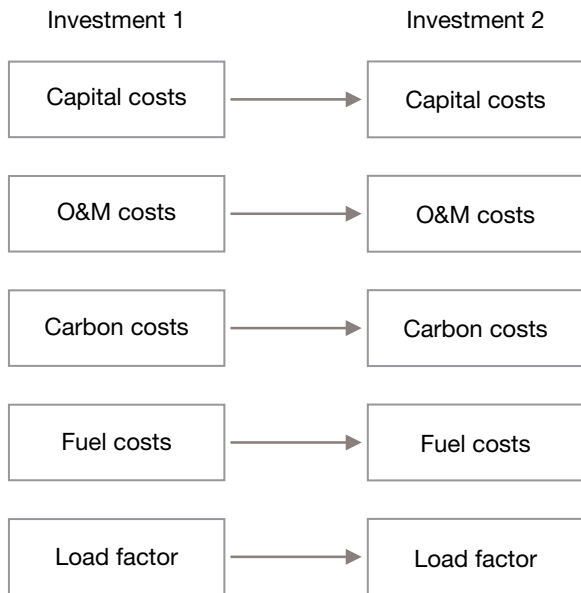 Investment 1
Investment 2
Capital costs
Capital costs
O&M costs
O&M costs
Carbon costs
Carbon costs
Fuel costs
Fuel costs
Load factor
Load factor